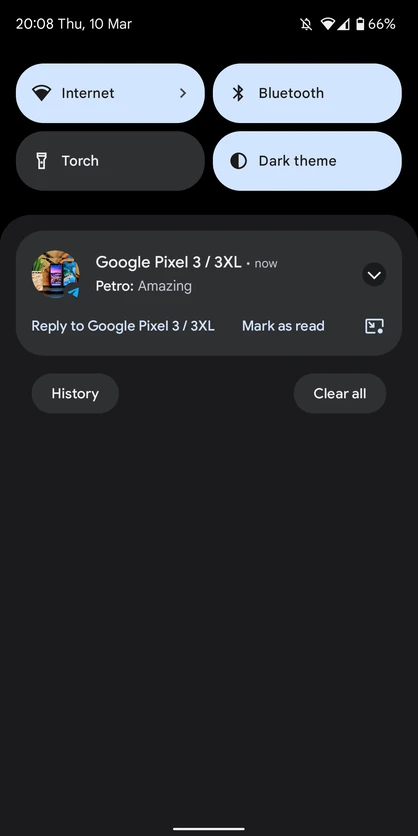 20:08 Thu, 10 Mar 66%
Internet Bluetooth
Torch Dark theme
Google Pixel 3 / 3XL • now
Petro: Amazing
Reply to Google Pixel 3 / 3XL Mark as read
History Clear all